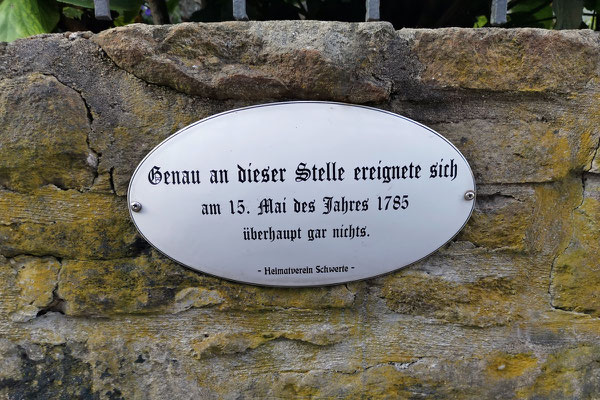 Genau an dieser Stelle ereignete sich
am 15. Mai des Jahres 1785
überhaupt gar nichts.
- Heimatverein Schwerte -